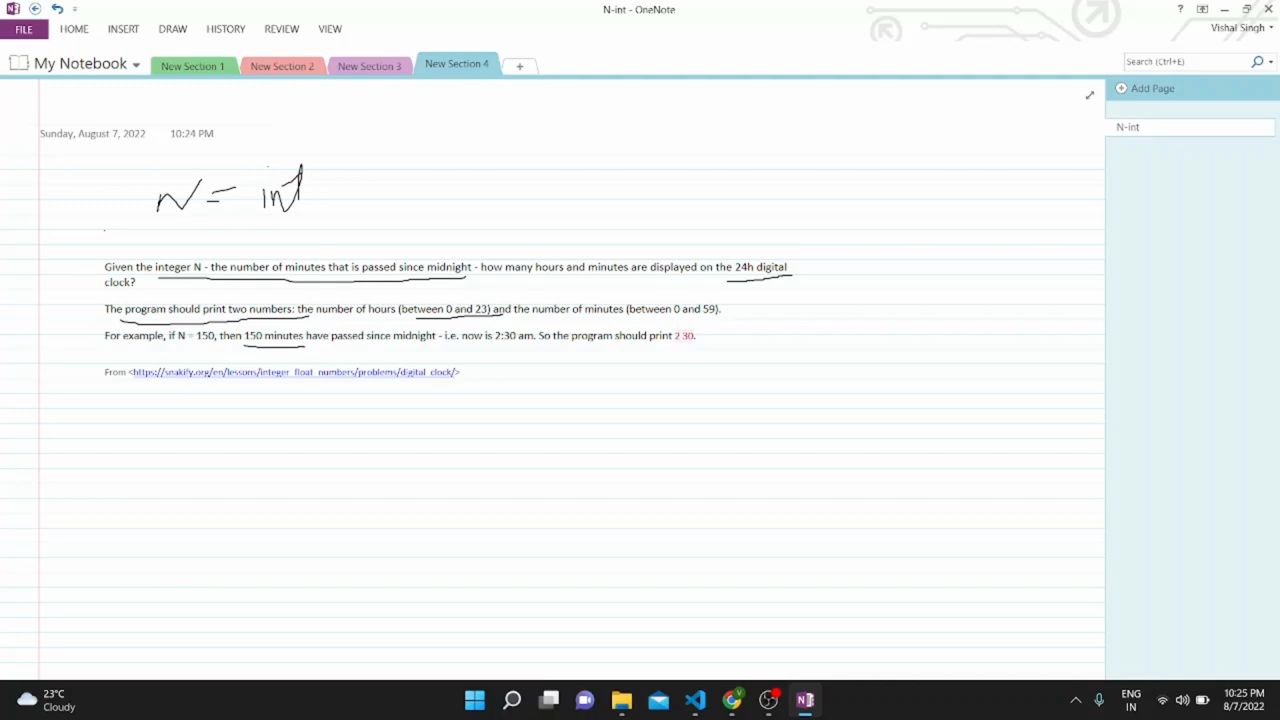 N-int - OneNote
?
Vishal Singh
FILE HOME INSERT DRAW HISTORY REVIEW VIEW
My Notebook New Section 1 New Section 2 New Section 3 New Section 4 +
Search (Ctrl+E)
Add Page
N-int
Sunday, August 7, 2022 10:24 PM
N = int
Given the integer N - the number of minutes that is passed since midnight - how many hours and minutes are displayed on the 24h digital
clock?
The program should print two numbers: the number of hours (between 0 and 23) and the number of minutes (between 0 and 59).
For example, if N = 150, then 150 minutes have passed since midnight - i.e. now is 2:30 am. So the program should print 2 30.
From <https://snakify.org/en/lessons/integer_float_numbers/problems/digital_clock/>
23°C
Cloudy
ENG
IN
10:25 PM
8/7/2022